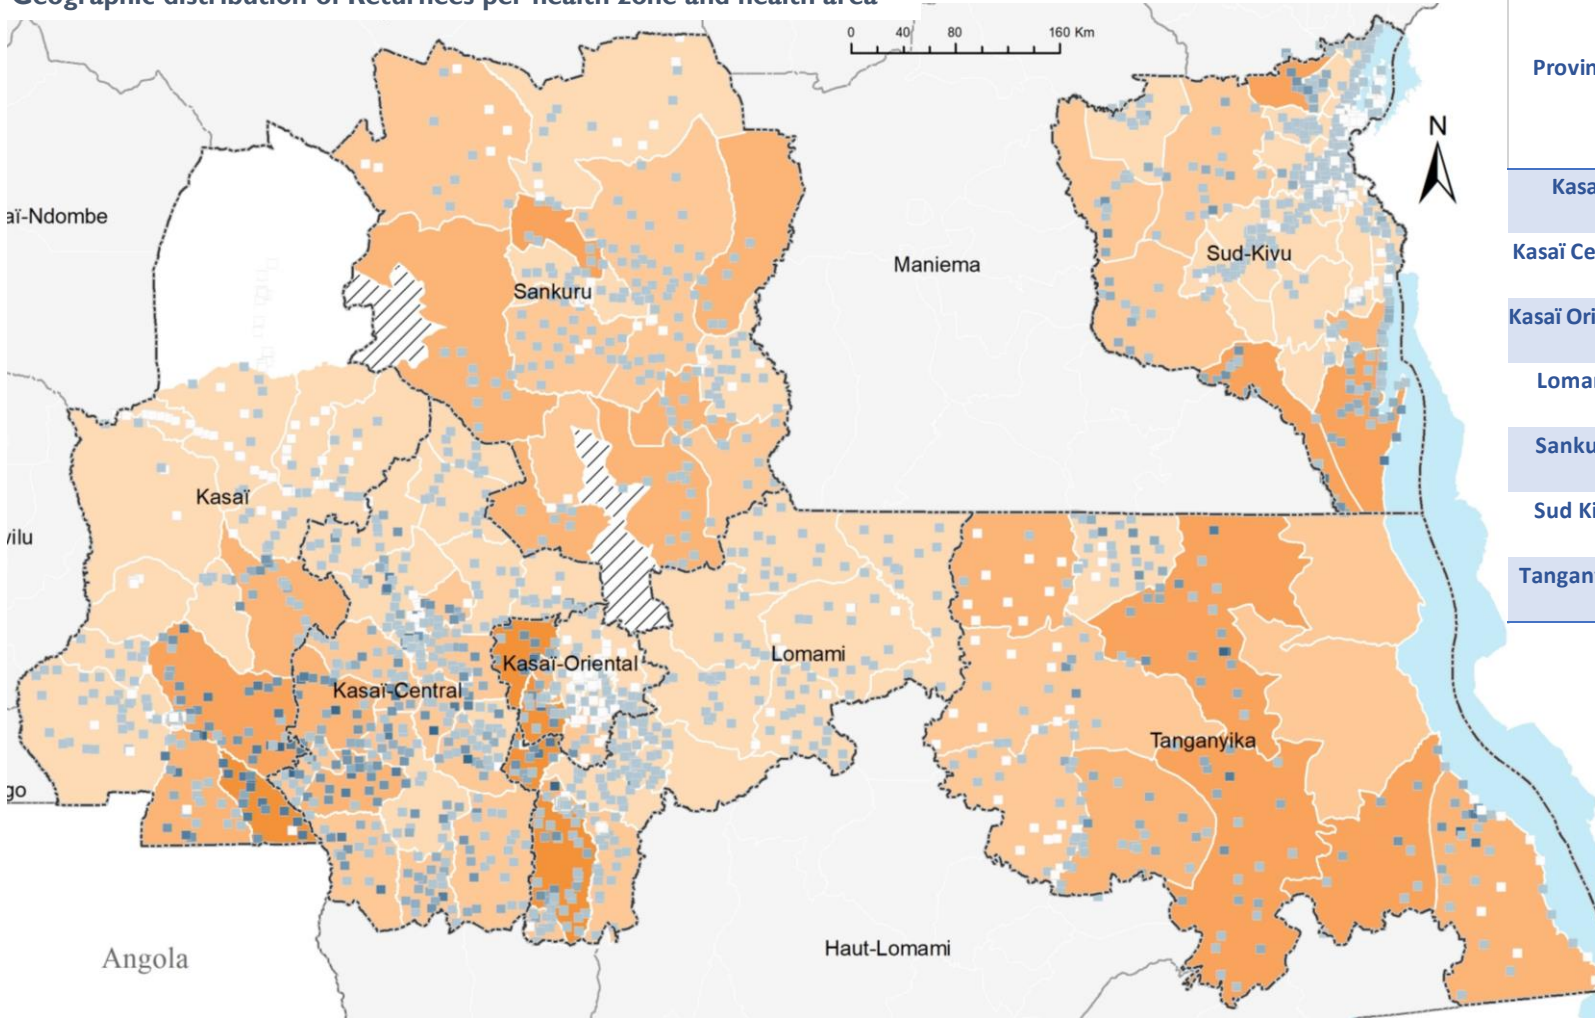 Geographic distribution of Returnees per health zone and health area
0 40 80 160 Km
N
Provin
Kasa
Kasaï Ce
Kasaï Ori
Loma
Sanku
Sud Ki
Tangan
aï-Ndombe
Maniema
Sud-Kivu
Sankuru
Kasaï
vilu
Kasaï-Oriental
Lomami
Kasaï-Central
Tanganyika
go
Haut-Lomami
Angola